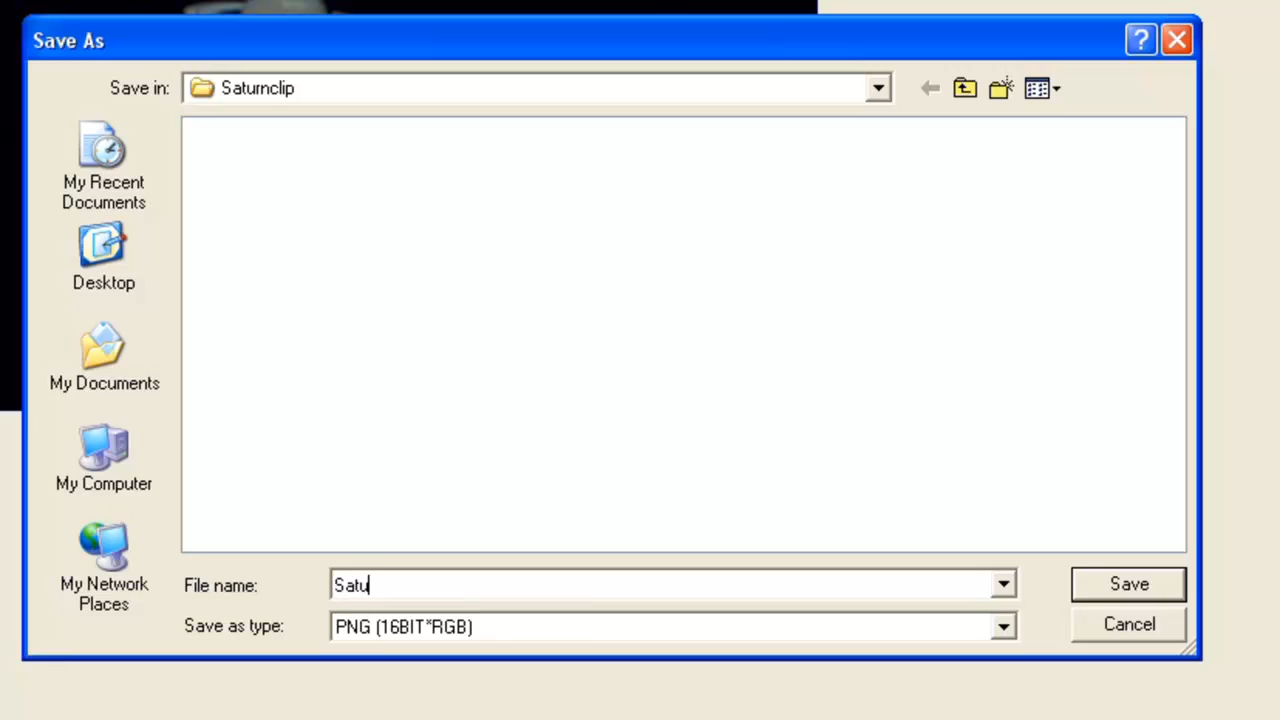 Save As
?
Save in: Saturnclip
My Recent
Documents
Desktop
My Documents
My Computer
My Network
Places
File name: Satu
Save
Save as type: PNG (16BIT*RGB)
Cancel